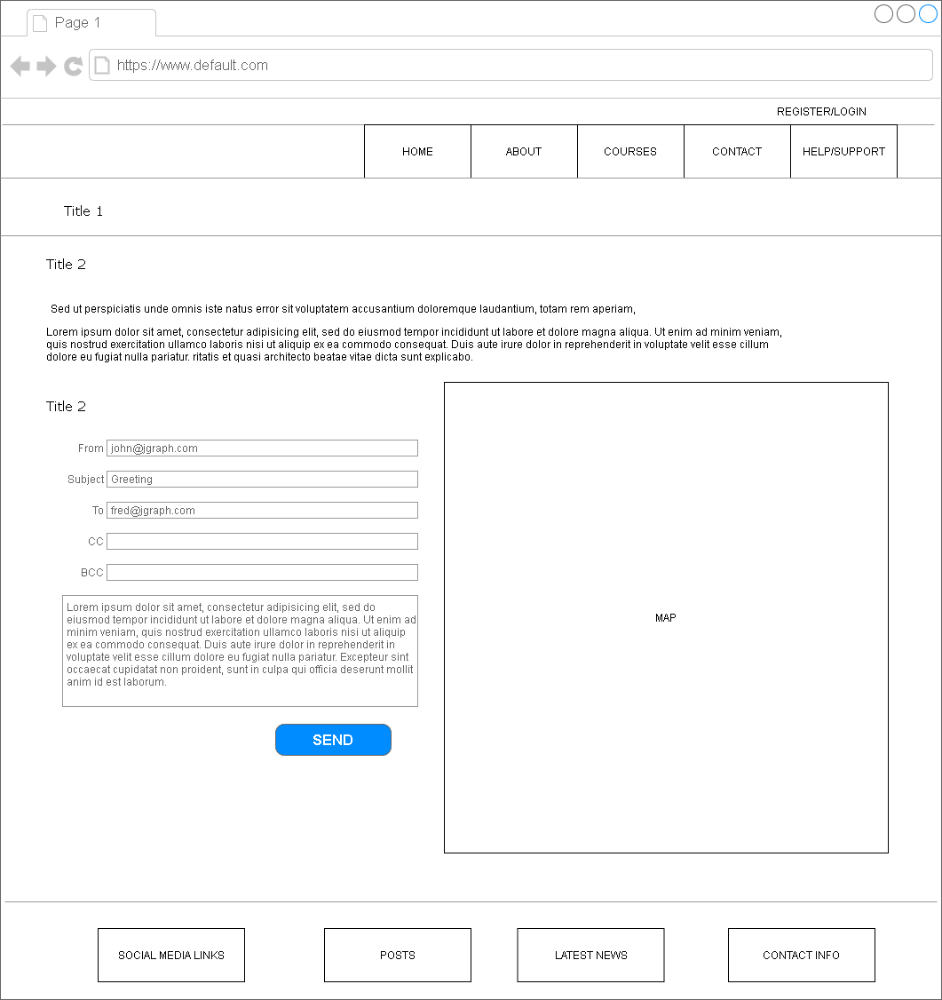 Page 1
https://www.default.com
REGISTER/LOGIN
HOME
ABOUT
COURSES
CONTACT
HELP/SUPPORT
Title 1
Title 2
Sed ut perspiciatis unde omnis iste natus error sit voluptatem accusantium doloremque laudantium, totam rem aperiam,
Lorem ipsum dolor sit amet, consectetur adipisicing elit, sed do eiusmod tempor incididunt ut labore et dolore magna aliqua. Ut enim ad minim veniam,
quis nostrud exercitation ullamco laboris nisi ut aliquip ex ea commodo consequat. Duis aute irure dolor in reprehenderit in voluptate velit esse cillum
dolore eu fugiat nulla pariatur. ritatis et quasi architecto beatae vitae dicta sunt explicabo.
Title 2
From john@jgraph.com
Subject Greeting
To fred@jgraph.com
CC
BCC
Lorem ipsum dolor sit amet, consectetur adipisicing elit, sed do
eiusmod tempor incididunt ut labore et dolore magna aliqua. Ut enim ad
minim veniam, quis nostrud exercitation ullamco laboris nisi ut aliquip
ex ea commodo consequat. Duis aute irure dolor in reprehenderit in
voluptate velit esse cillum dolore eu fugiat nulla pariatur. Excepteur sint
occaecat cupidatat non proident, sunt in culpa qui officia deserunt mollit
anim id est laborum.
SEND
MAP
SOCIAL MEDIA LINKS
POSTS
LATEST NEWS
CONTACT INFO